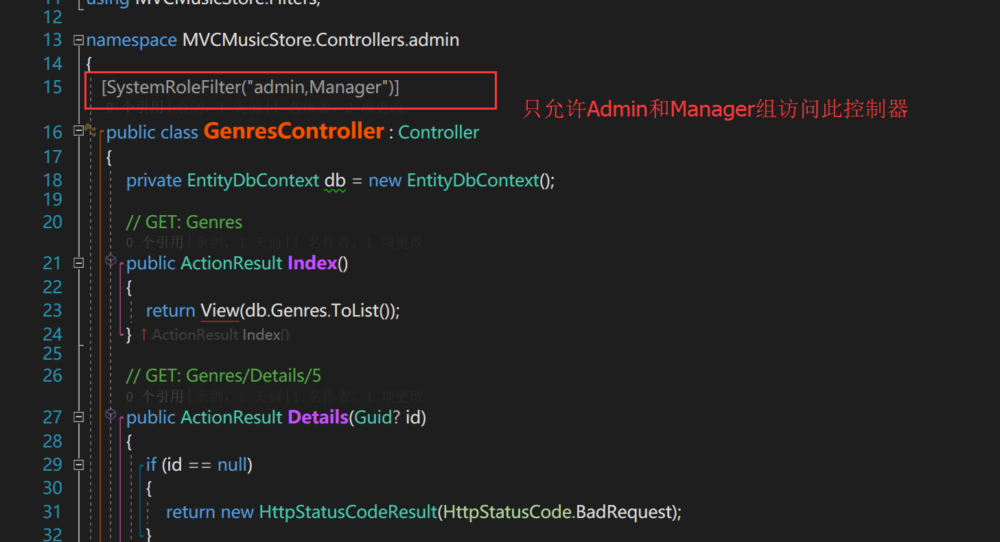 11 using MVCMusicStore.Filters;
12
13 namespace MVCMusicStore.Controllers.admin
14 {
15 [SystemRoleFilter("admin,Manager")]
0 个引用|余剑，1 天前|1 名作者，2 项更改
只允许Admin和Manager组访问此控制器
16 public class GenresController : Controller
17 {
18 private EntityDbContext db = new EntityDbContext();
19
20 // GET: Genres
0 个引用|余剑，1 天前|1 名作者，1 项更改
21 public ActionResult Index()
22 {
23 return View(db.Genres.ToList());
24 } ↑ ActionResult Index()
25
26 // GET: Genres/Details/5
0 个引用|余剑，1 天前|1 名作者，1 项更改
27 public ActionResult Details(Guid? id)
28 {
29 if (id == null)
30 {
31 return new HttpStatusCodeResult(HttpStatusCode.BadRequest);
32 }